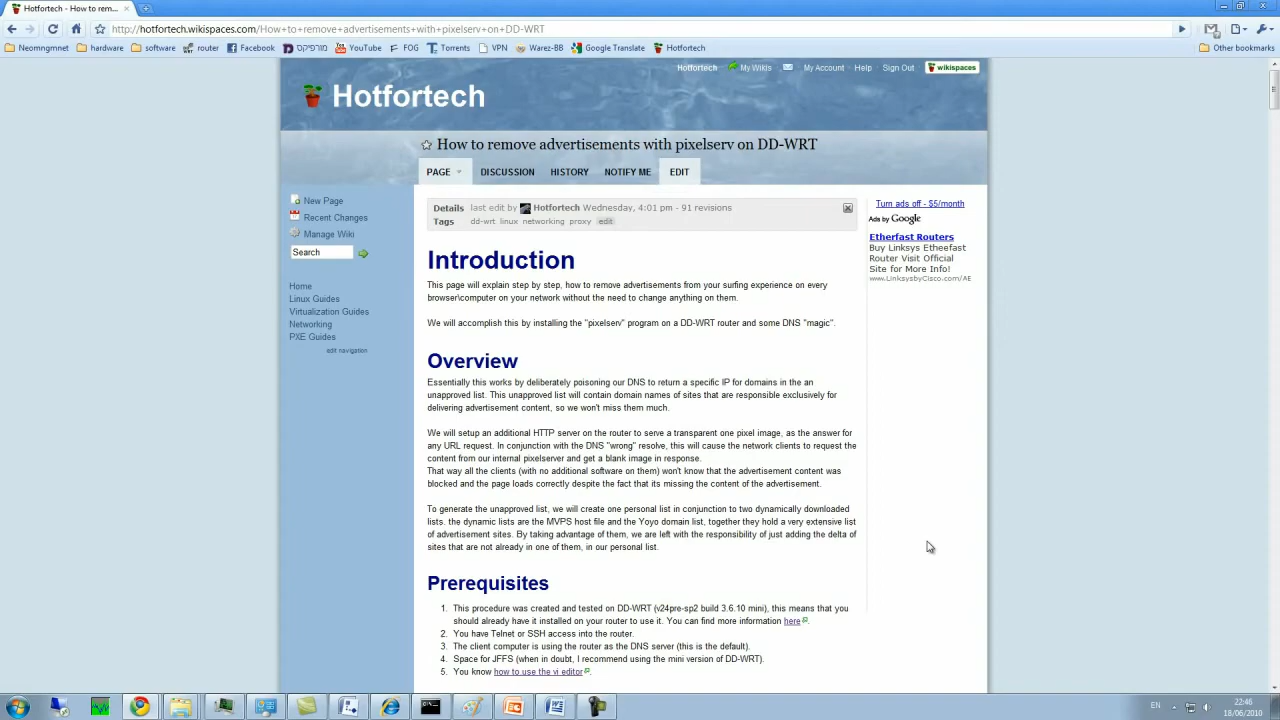 Hotfortech - How to rem...
http://hotfortech.wikispaces.com/How+to+remove+advertisements+with+pixelserv+on+DD-WRT
Neomngmnet hardware software router Facebook פורסיקס YouTube FOG Torrents VPN Warez-BB Google Translate Hotfortech Other bookmarks
Hotfortech My Wikis My Account · Help · Sign Out wikispaces
Hotfortech
How to remove advertisements with pixelserv on DD-WRT
PAGE DISCUSSION HISTORY NOTIFY ME EDIT
New Page
Recent Changes
Manage Wiki
Search
Home
Linux Guides
Virtualization Guides
Networking
PXE Guides
edit navigation
Details last edit by Hotfortech Wednesday, 4:01 pm - 91 revisions
Tags dd-wrt linux networking proxy edit
Introduction
This page will explain step by step, how to remove advertisements from your surfing experience on every
browser\computer on your network without the need to change anything on them.
We will accomplish this by installing the "pixelserv" program on a DD-WRT router and some DNS "magic".
Overview
Essentially this works by deliberately poisoning our DNS to return a specific IP for domains in the an
unapproved list. This unapproved list will contain domain names of sites that are responsible exclusively for
delivering advertisement content, so we won't miss them much.
We will setup an additional HTTP server on the router to serve a transparent one pixel image, as the answer for
any URL request. In conjunction with the DNS "wrong" resolve, this will cause the network clients to request the
content from our internal pixelserver and get a blank image in response.
That way all the clients (with no additional software on them) won't know that the advertisement content was
blocked and the page loads correctly despite the fact that its missing the content of the advertisement.
To generate the unapproved list, we will create one personal list in conjunction to two dynamically downloaded
lists. the dynamic lists are the MVPS host file and the Yoyo domain list, together they hold a very extensive list
of advertisement sites. By taking advantage of them, we are left with the responsibility of just adding the delta of
sites that are not already in one of them, in our personal list.
Prerequisites
1. This procedure was created and tested on DD-WRT (v24pre-sp2 build 3.6.10 mini), this means that you
should already have it installed on your router to use it. You can find more information here.
2. You have Telnet or SSH access into the router.
3. The client computer is using the router as the DNS server (this is the default).
4. Space for JFFS (when in doubt, I recommend using the mini version of DD-WRT).
5. You know how to use the vi editor.
Turn ads off - $5/month
Ads by Google
Etherfast Routers
Buy Linksys Etheefast
Router Visit Official
Site for More Info!
www.LinksysbyCisco.com/AE
EN
22:46
18/06/2010